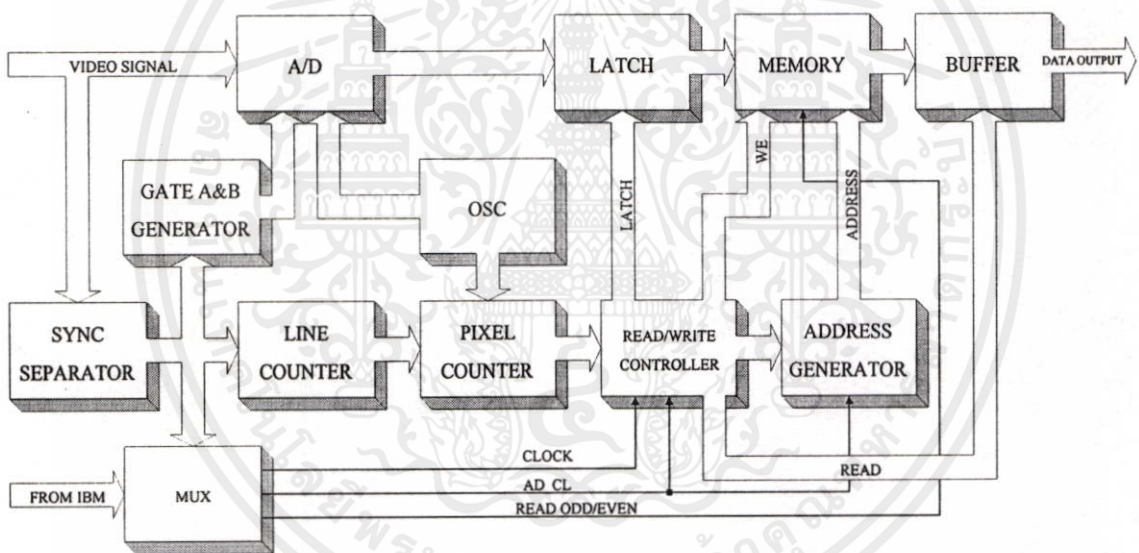 VIDEO SIGNAL
A/D
LATCH
MEMORY
BUFFER
DATA OUTPUT
GATE A&B
GENERATOR
OSC
LATCH
WE
ADDRESS
SYNC
SEPARATOR
LINE
COUNTER
PIXEL
COUNTER
READ/WRITE
CONTROLLER
ADDRESS
GENERATOR
FROM IBM
MUX
CLOCK
AD CL
READ ODD/EVEN
READ